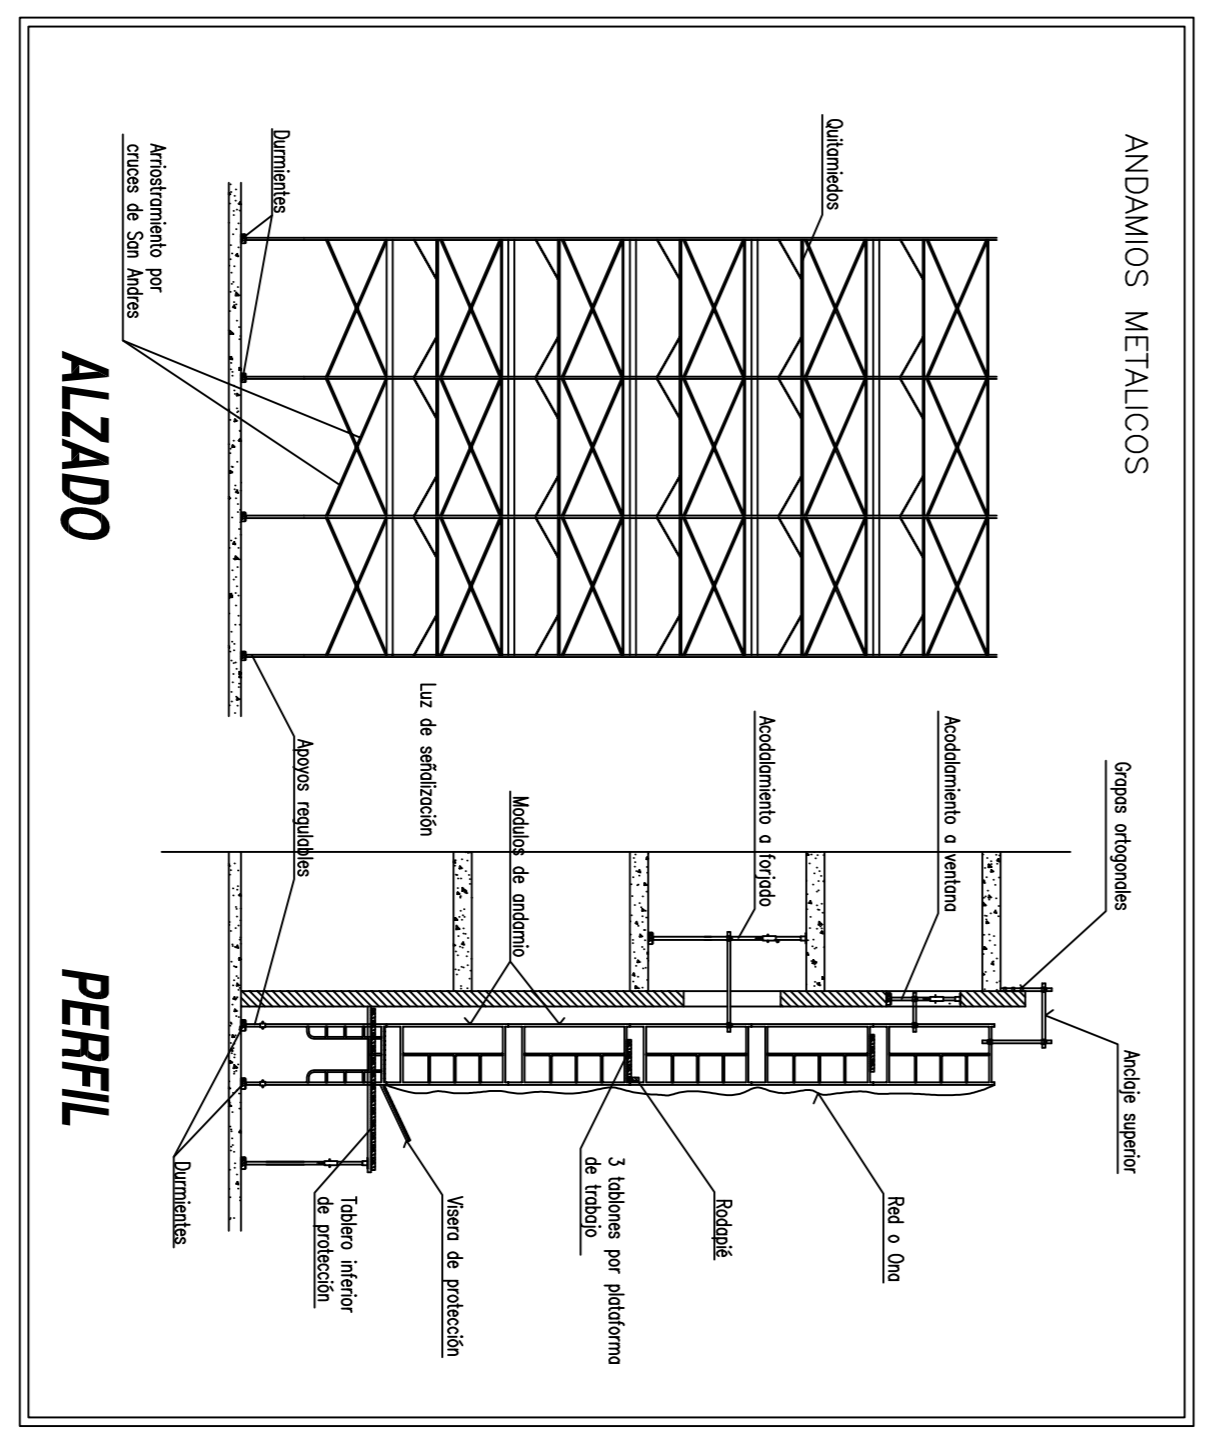 ANDAMIOS METALICOS
Quitamiedos
Durmientes
Arriostramiento por
cruces de San Andres
ALZADO
Grapas ortogonales
Acodalamiento a ventana
Acodalamiento a forjado
Luz de señalización
Modulos de andamio
Apoyos regulables
Anclaje superior
Red o Ona
Rodapié
3 tablones por plataforma
de trabajo
Visera de protección
Tablero inferior
de protección
Durmientes
PERFIL